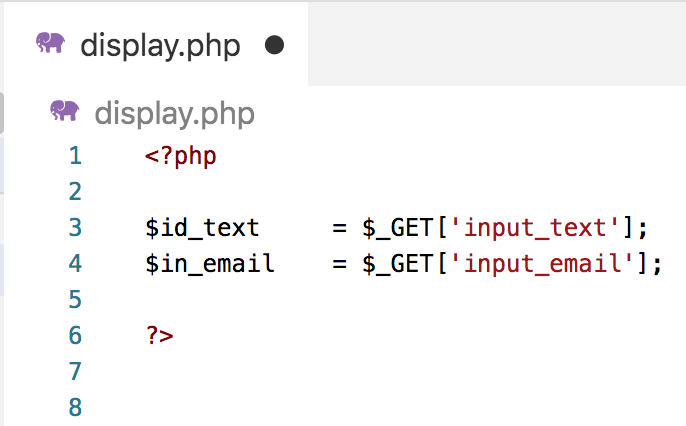 display.php
display.php
1 <?php
2
3 $id_text     = $_GET['input_text'];
4 $in_email    = $_GET['input_email'];
5
6 ?>
7
8